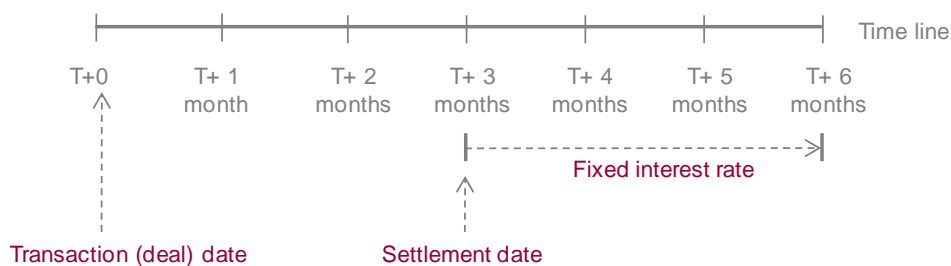 Time line
T+0 T+ 1 T+ 2 T+ 3 T+ 4 T+ 5 T+ 6
month months months months months months
Fixed interest rate
Transaction (deal) date Settlement date